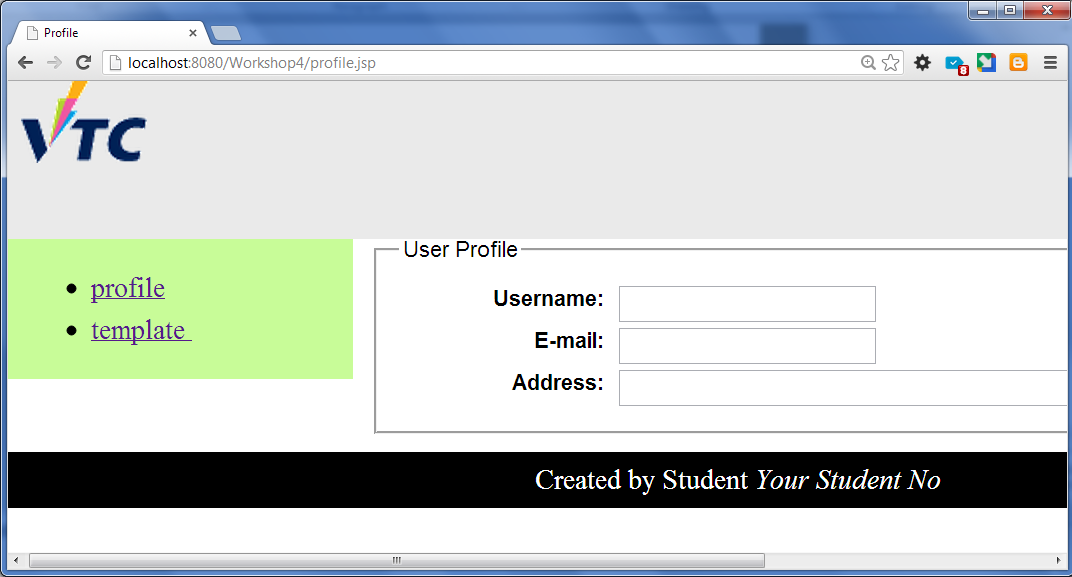 Profile
localhost:8080/Workshop4/profile.jsp
8
VTC
User Profile
profile
template
Username:
E-mail:
Address:
Created by Student Your Student No